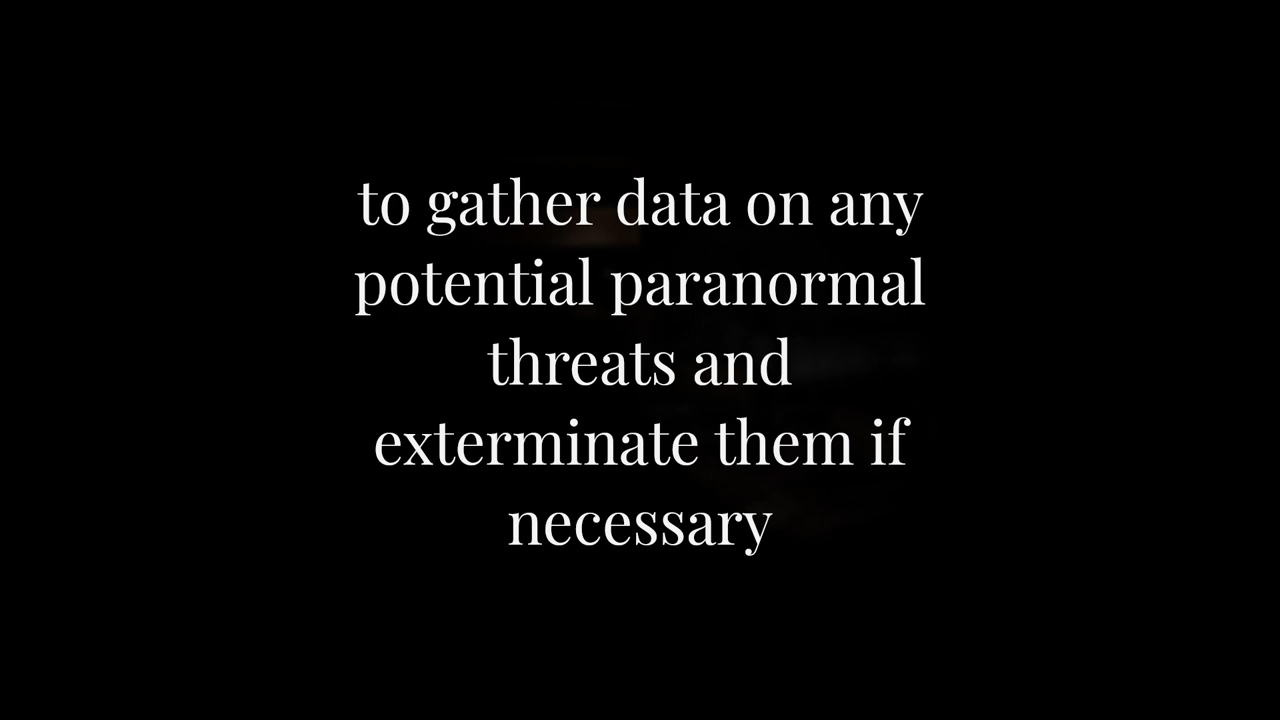 to gather data on any
potential paranormal
threats and
exterminate them if
necessary